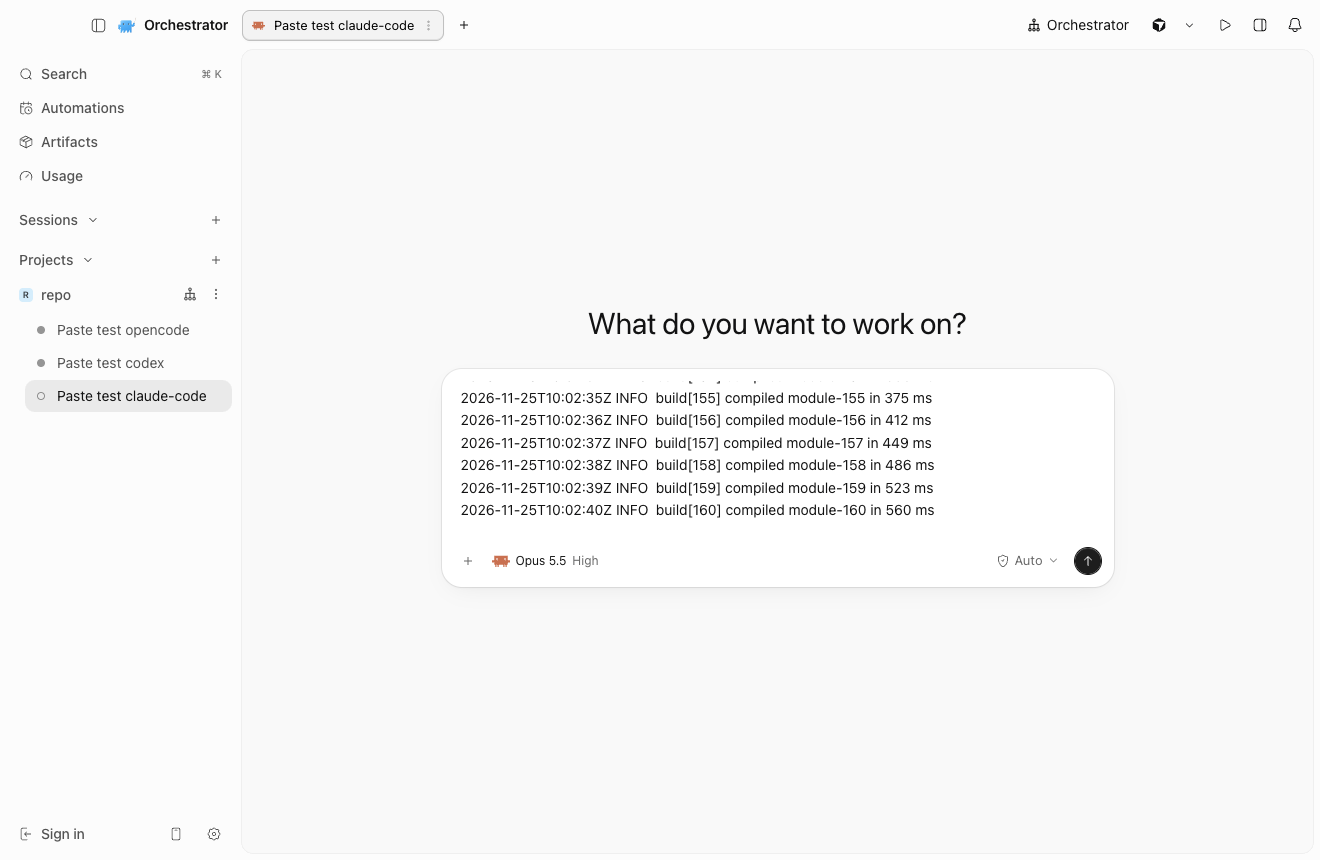 Orchestrator
Paste test claude-code
Orchestrator
Search
⌘ K
Automations
Artifacts
Usage
Sessions
Projects
R repo
Paste test opencode
Paste test codex
Paste test claude-code
What do you want to work on?
2026-11-25T10:02:35Z INFO  build[155] compiled module-155 in 375 ms
2026-11-25T10:02:36Z INFO  build[156] compiled module-156 in 412 ms
2026-11-25T10:02:37Z INFO  build[157] compiled module-157 in 449 ms
2026-11-25T10:02:38Z INFO  build[158] compiled module-158 in 486 ms
2026-11-25T10:02:39Z INFO  build[159] compiled module-159 in 523 ms
2026-11-25T10:02:40Z INFO  build[160] compiled module-160 in 560 ms
Opus 5.5 High
Auto
Sign in